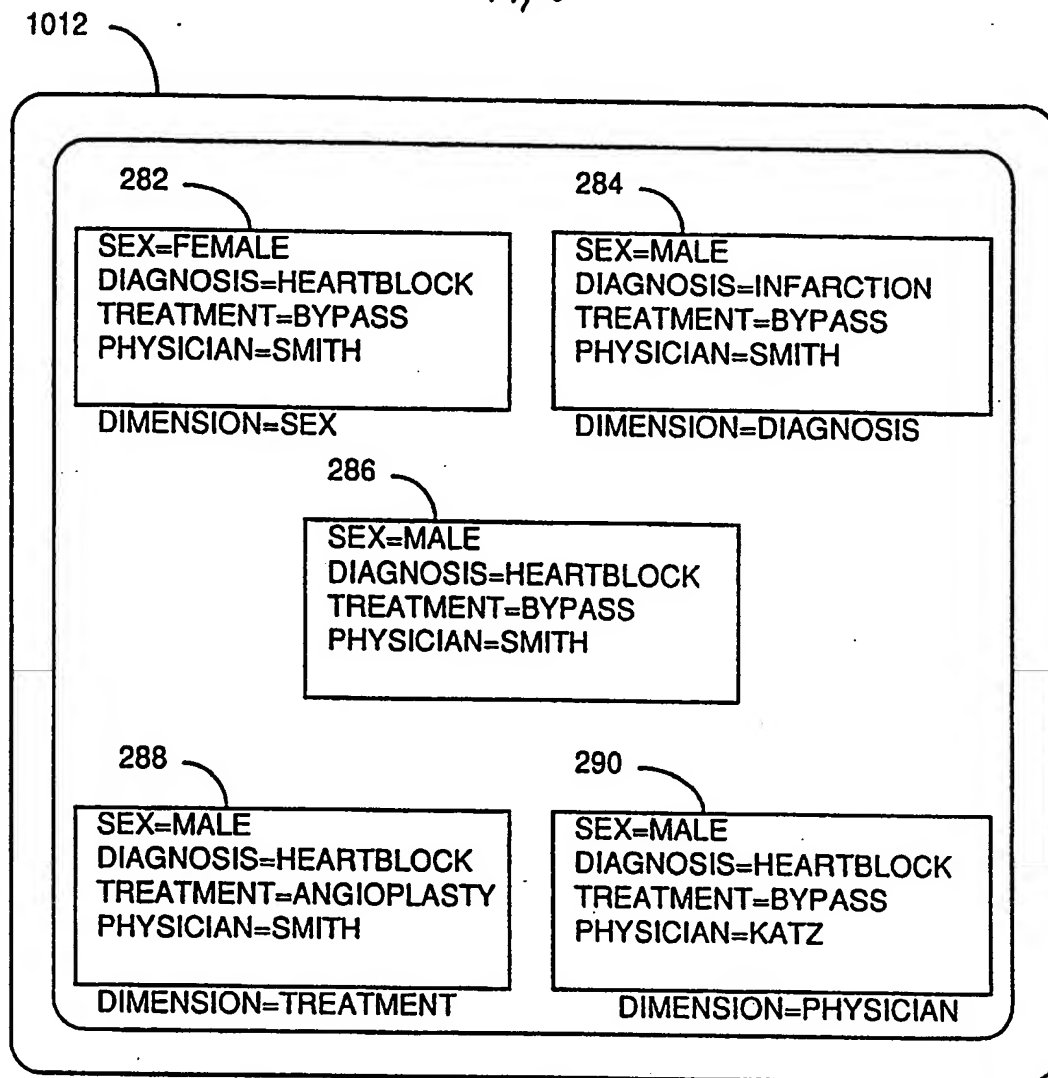 1012
282
SEX=FEMALE
DIAGNOSIS=HEARTBLOCK
TREATMENT=BYPASS
PHYSICIAN=SMITH
DIMENSION=SEX
284
SEX=MALE
DIAGNOSIS=INFARCTION
TREATMENT=BYPASS
PHYSICIAN=SMITH
DIMENSION=DIAGNOSIS
286
SEX=MALE
DIAGNOSIS=HEARTBLOCK
TREATMENT=BYPASS
PHYSICIAN=SMITH
288
SEX=MALE
DIAGNOSIS=HEARTBLOCK
TREATMENT=ANGIOPLASTY
PHYSICIAN=SMITH
DIMENSION=TREATMENT
290
SEX=MALE
DIAGNOSIS=HEARTBLOCK
TREATMENT=BYPASS
PHYSICIAN=KATZ
DIMENSION=PHYSICIAN